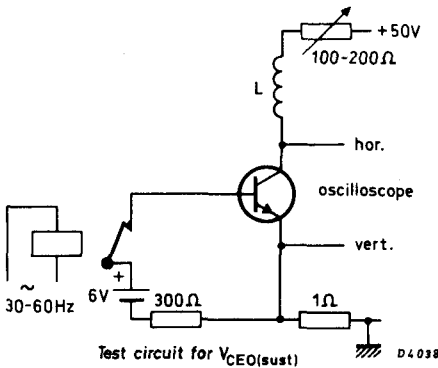 +50V
100-200Ω
L
hor.
oscilloscope
vert.
+
6V
300Ω
1Ω
~
30-60Hz
Test circuit for VCEO(sust)
D4038